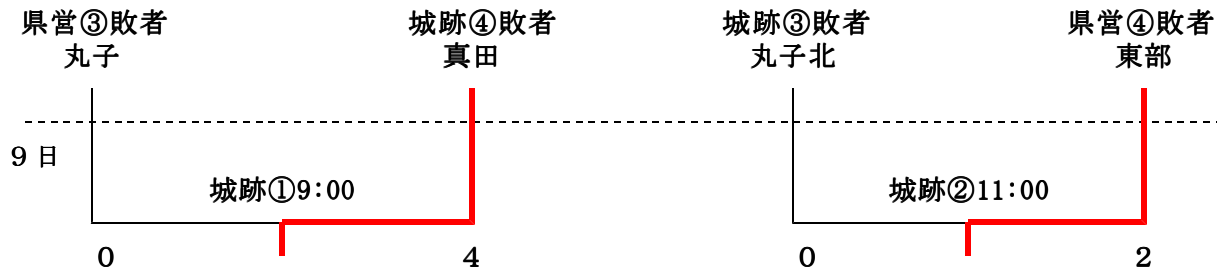 県営③敗者 城跡④敗者 城跡③敗者 県営④敗者
丸子 真田 丸子北 東部
9 日
城跡①9:00 城跡②11:00
0 4 0 2